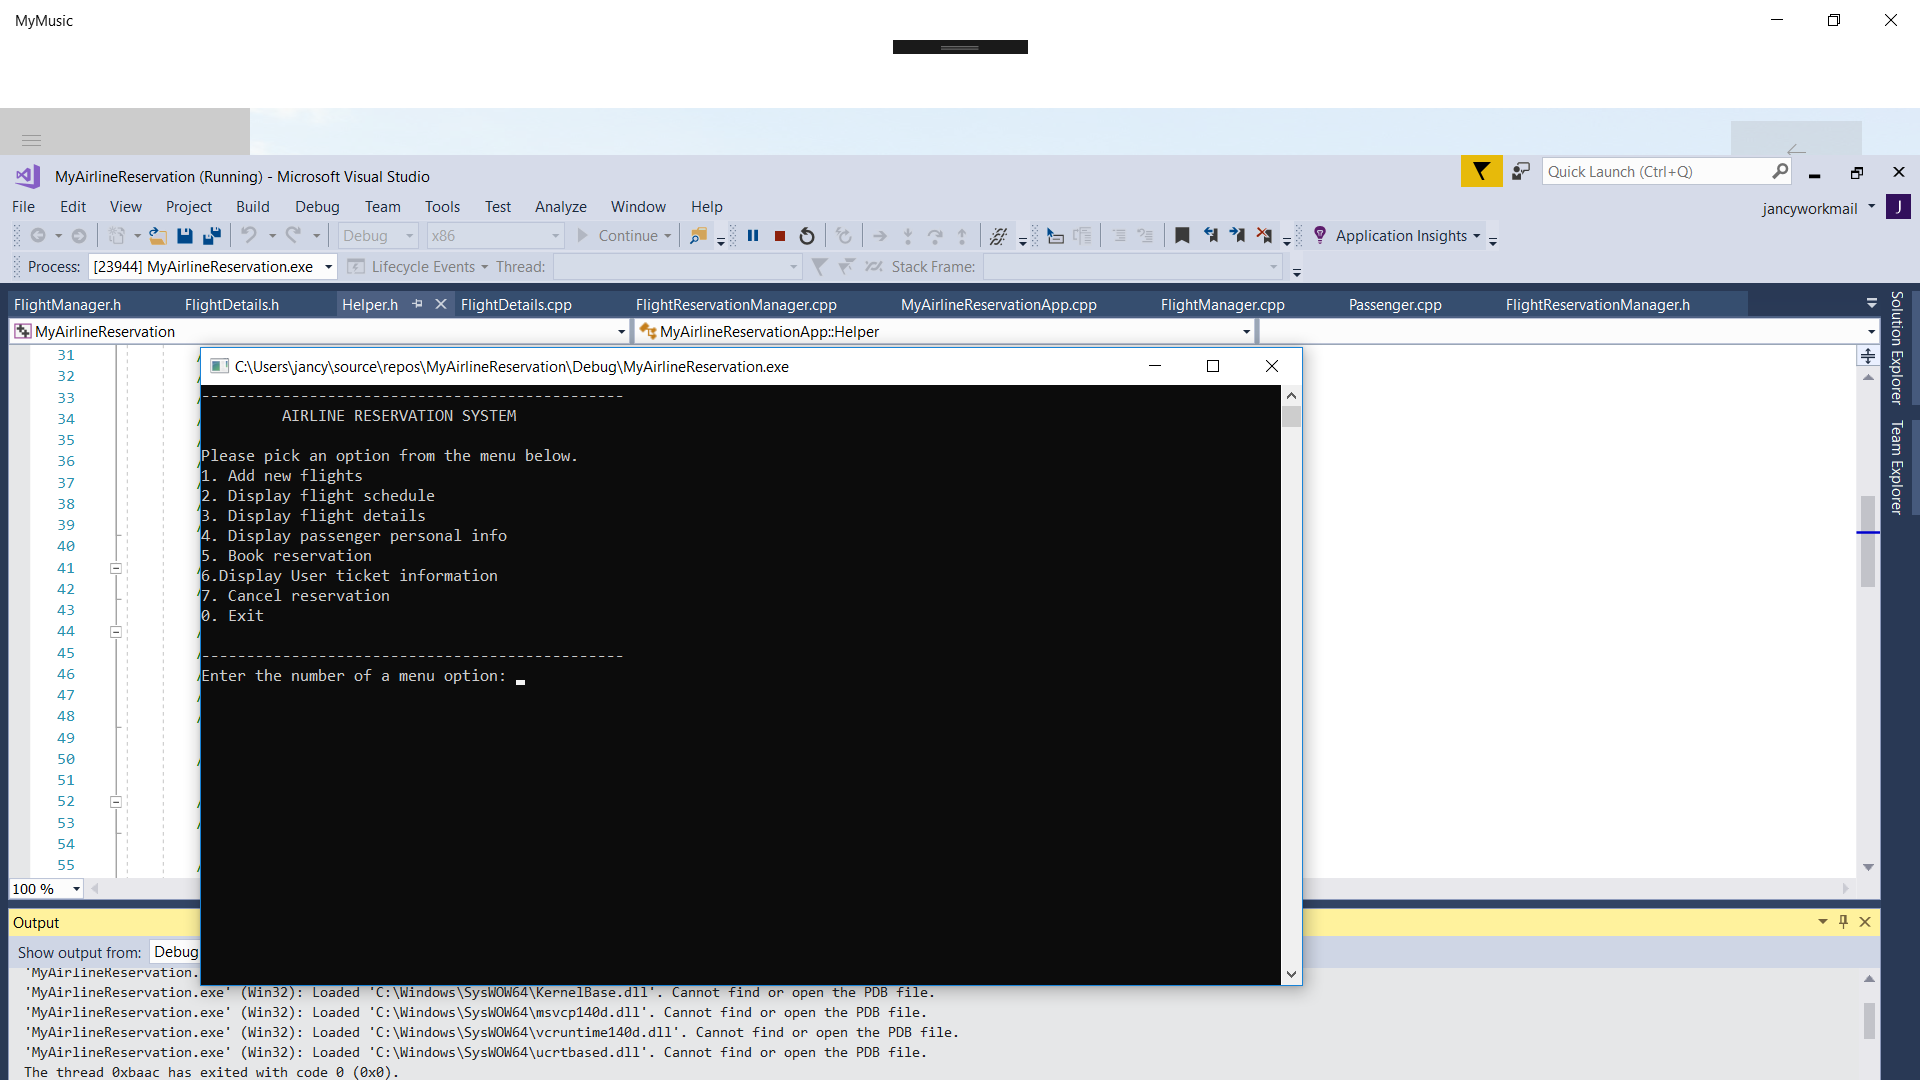 MyMusic
MyAirlineReservation (Running) - Microsoft Visual Studio
Quick Launch (Ctrl+Q)
File Edit View Project Build Debug Team Tools Test Analyze Window Help
jancyworkmail J
Debug x86 Continue Application Insights
Process: [23944] MyAirlineReservation.exe Lifecycle Events Thread: Stack Frame:
FlightManager.h FlightDetails.h Helper.h FlightDetails.cpp FlightReservationManager.cpp MyAirlineReservationApp.cpp FlightManager.cpp Passenger.cpp FlightReservationManager.h
Solution Explorer
Team Explorer
MyAirlineReservation MyAirlineReservationApp::Helper
31
32
33
34
35
36
37
38
39
40
41
42
43
44
45
46
47
48
49
50
51
52
53
54
55
C:\Users\jancy\source\repos\MyAirlineReservation\Debug\MyAirlineReservation.exe
-----------------------------------------------
AIRLINE RESERVATION SYSTEM
Please pick an option from the menu below.
1. Add new flights
2. Display flight schedule
3. Display flight details
4. Display passenger personal info
5. Book reservation
6.Display User ticket information
7. Cancel reservation
0. Exit
-----------------------------------------------
Enter the number of a menu option:
100 %
Output
Show output from: Debug
'MyAirlineReservation.
'MyAirlineReservation.exe' (Win32): Loaded 'C:\Windows\SysWOW64\KernelBase.dll'. Cannot find or open the PDB file.
'MyAirlineReservation.exe' (Win32): Loaded 'C:\Windows\SysWOW64\msvcp140d.dll'. Cannot find or open the PDB file.
'MyAirlineReservation.exe' (Win32): Loaded 'C:\Windows\SysWOW64\vcruntime140d.dll'. Cannot find or open the PDB file.
'MyAirlineReservation.exe' (Win32): Loaded 'C:\Windows\SysWOW64\ucrtbased.dll'. Cannot find or open the PDB file.
The thread 0xbaac has exited with code 0 (0x0).